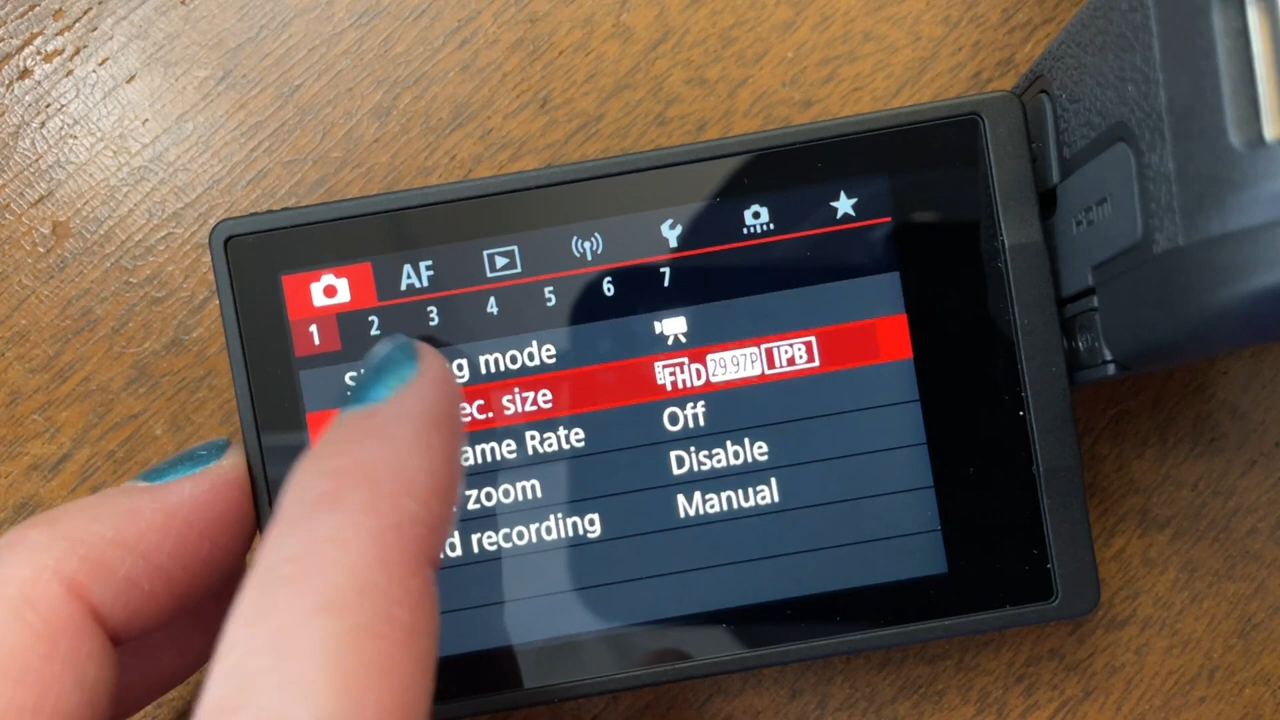 AF
1 2 3 4 5 6 7
g mode
ec. size FHD 29.97P IPB
ame Rate Off
zoom Disable
d recording Manual